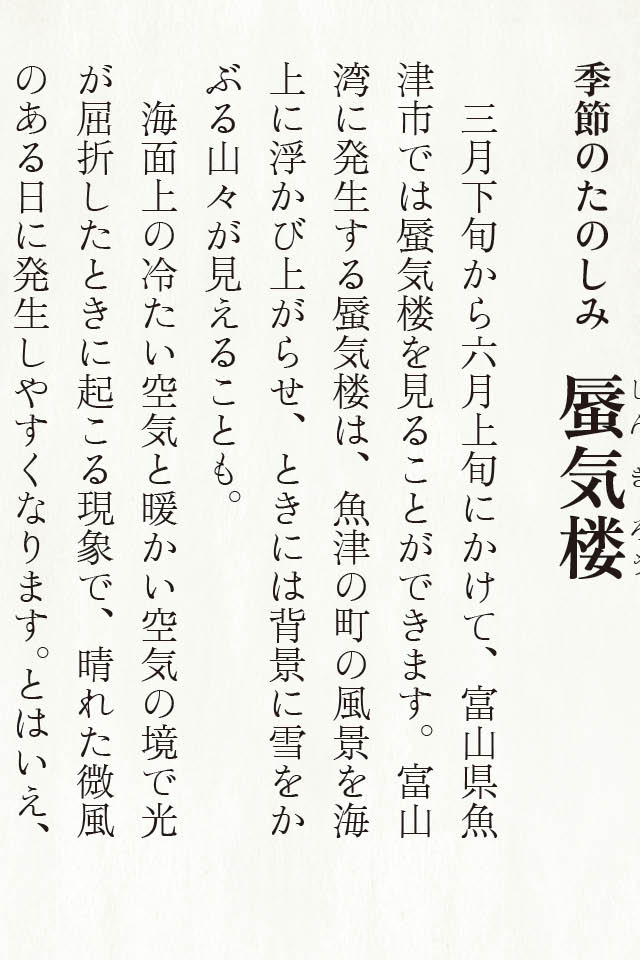 しんきろう
季節のたのしみ 蜃気楼
三月下旬から六月上旬にかけて、富山県魚
津市では蜃気楼を見ることができます。富山
湾に発生する蜃気楼は、魚津の町の風景を海
上に浮かび上がらせ、ときには背景に雪をか
ぶる山々が見えることも。
海面上の冷たい空気と暖かい空気の境で光
が屈折したときに起こる現象で、晴れた微風
のある日に発生しやすくなります。とはいえ、